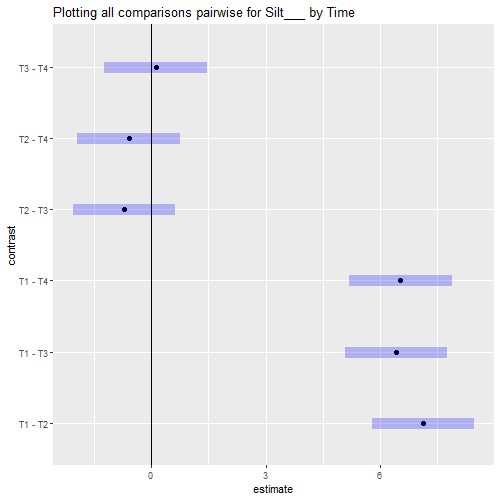 Plotting all comparisons pairwise for Silt___ by Time
T3 - T4
T2 - T4
T2 - T3
contrast
T1 - T4
T1 - T3
T1 - T2
0 3 6
estimate